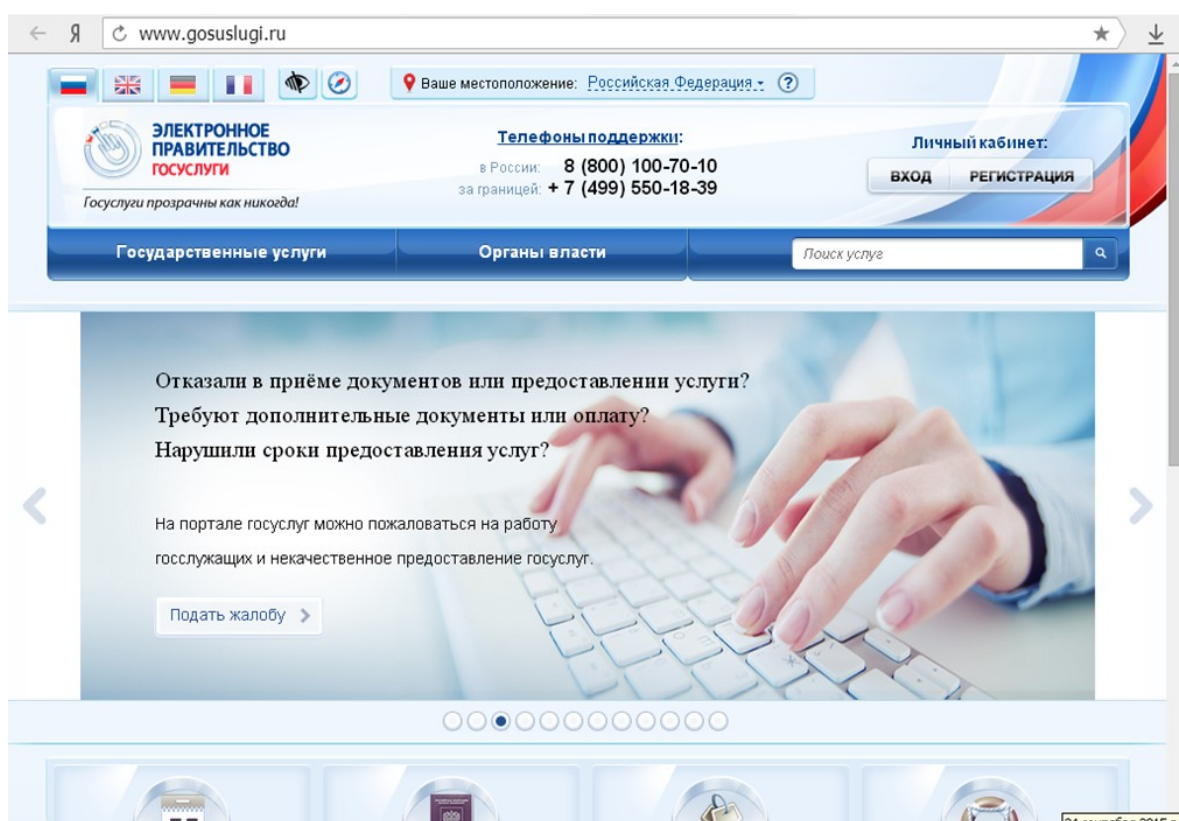 Я www.gosuslugi.ru
Ваше местоположение: Российская Федерация ?
ЭЛЕКТРОННОЕ
ПРАВИТЕЛЬСТВО
ГОСУСЛУГИ
Госуслуги прозрачны как никогда!
Телефоны поддержки:
в России: 8 (800) 100-70-10
за границей: + 7 (499) 550-18-39
Личный кабинет:
ВХОД РЕГИСТРАЦИЯ
Государственные услуги Органы власти Поиск услуг
Отказали в приёме документов или предоставлении услуги?
Требуют дополнительные документы или оплату?
Нарушили сроки предоставления услуг?
На портале госуслуг можно пожаловаться на работу
госслужащих и некачественное предоставление госуслуг.
Подать жалобу